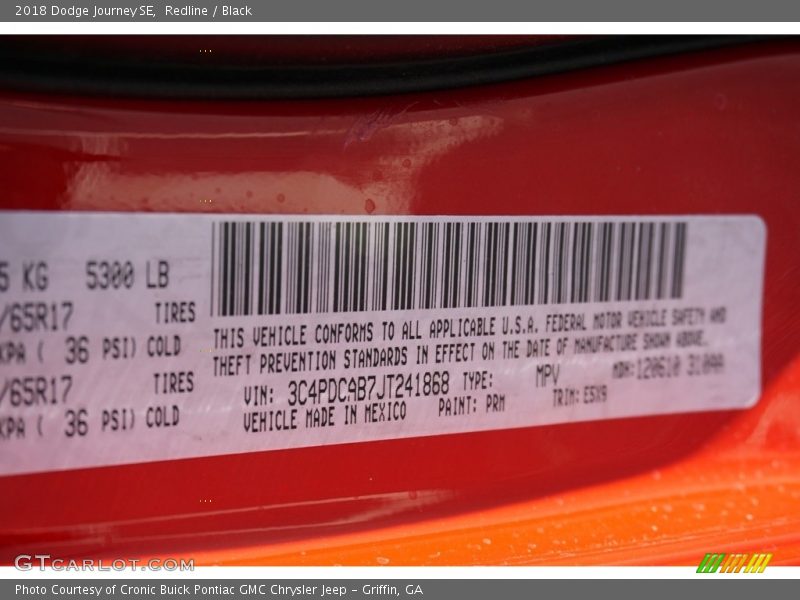 2018 Dodge Journey SE, Redline / Black
5 KG 5300 LB
/65R17 TIRES
KPA ( 36 PSI) COLD
/65R17 TIRES
KPA ( 36 PSI) COLD
THIS VEHICLE CONFORMS TO ALL APPLICABLE U.S.A. FEDERAL MOTOR VEHICLE SAFETY AND
THEFT PREVENTION STANDARDS IN EFFECT ON THE DATE OF MANUFACTURE SHOWN ABOVE.
VIN: 3C4PDCAB7JT241868 TYPE: MPV MDH: 120610 310AA
VEHICLE MADE IN MEXICO PAINT: PRM TRIM: E5X9
GTCARLOT.COM
Photo Courtesy of Cronic Buick Pontiac GMC Chrysler Jeep - Griffin, GA